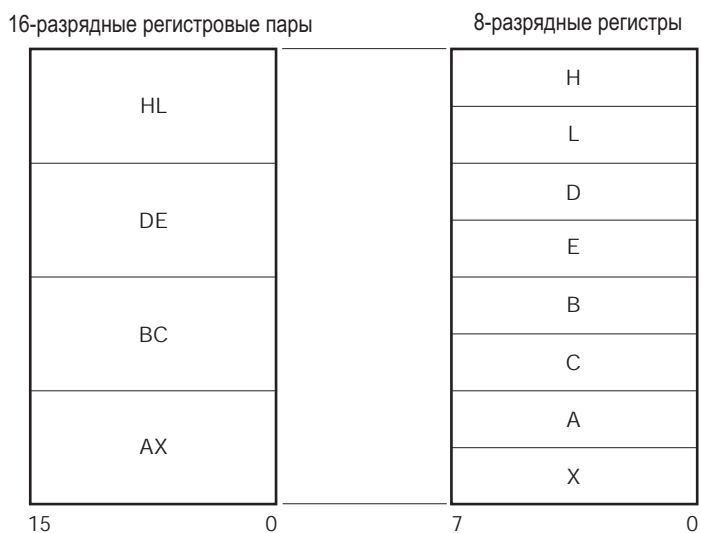 16-разрядные регистровые пары
8-разрядные регистры
HL
DE
BC
AX
H
L
D
E
B
C
A
X
15 0
7 0